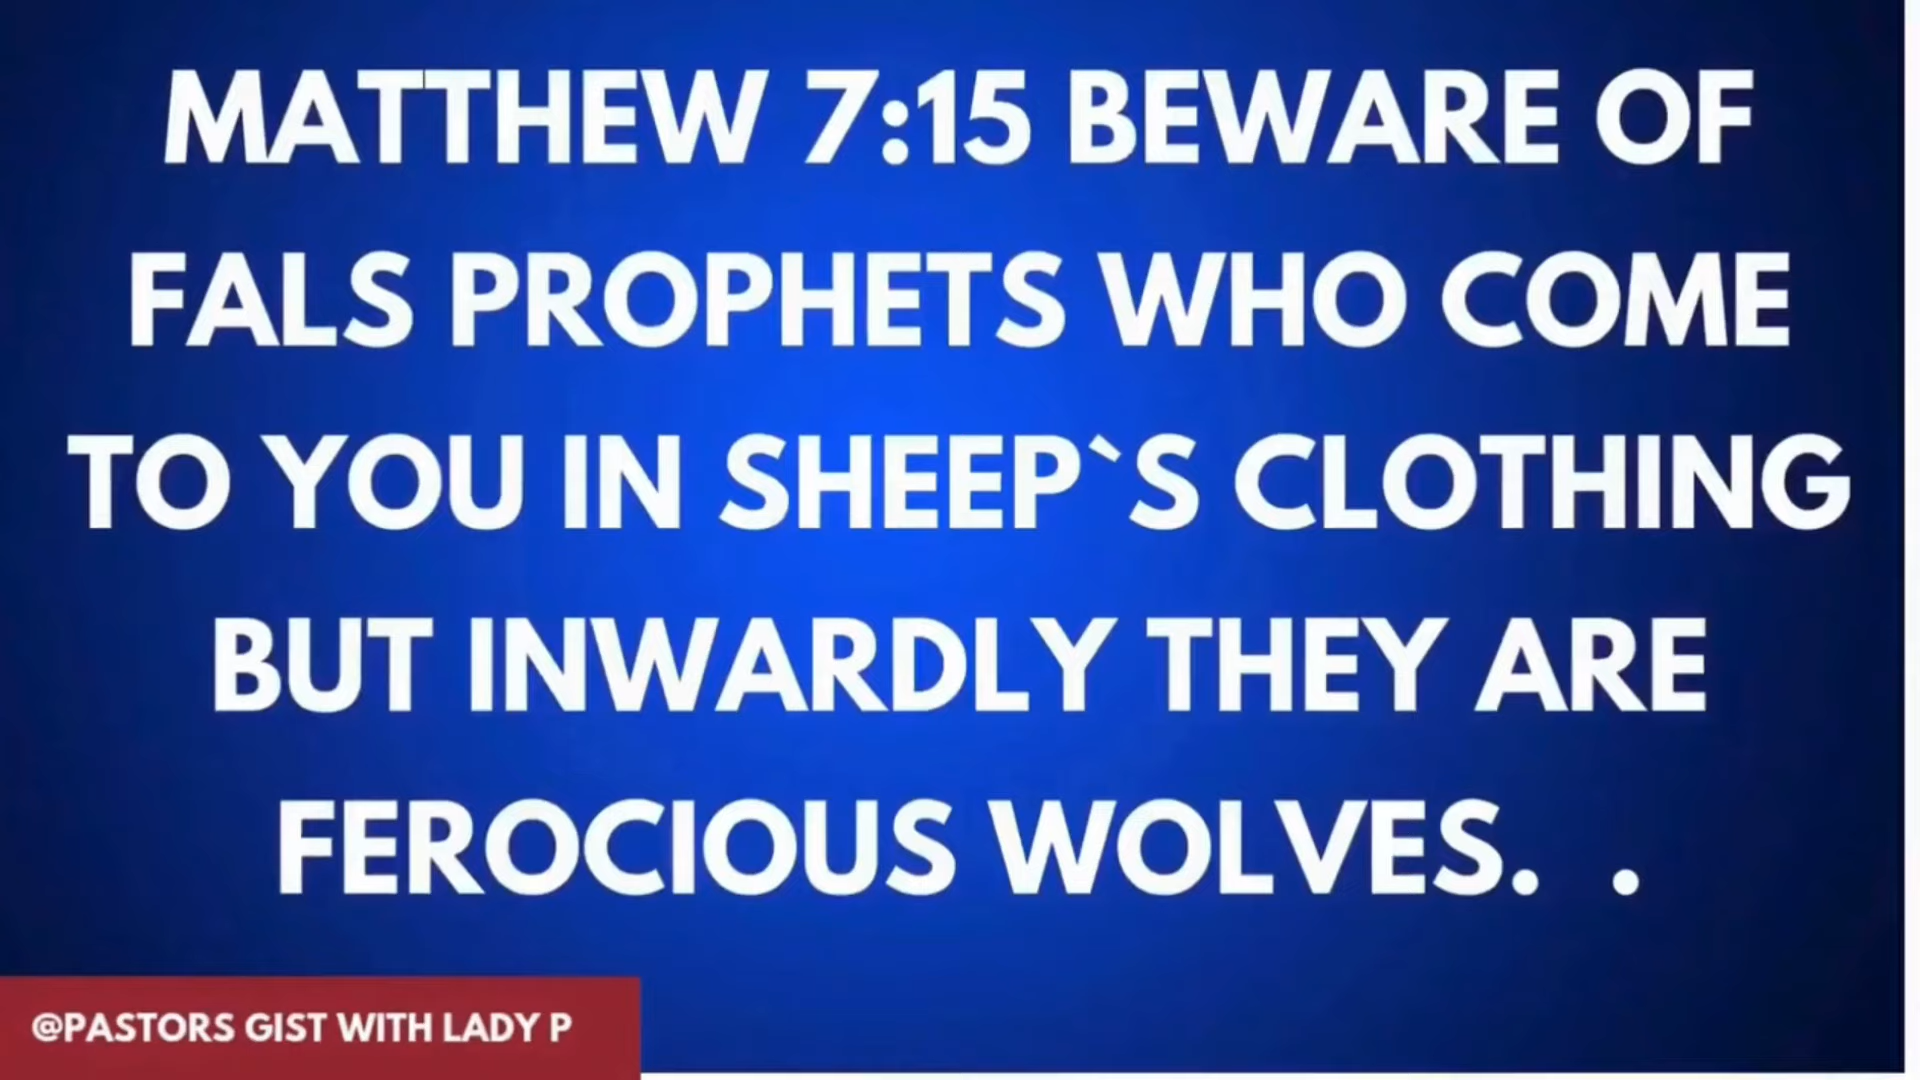 MATTHEW 7:15 BEWARE OF
FALS PROPHETS WHO COME
TO YOU IN SHEEP`S CLOTHING
BUT INWARDLY THEY ARE
FEROCIOUS WOLVES.  .
@PASTORS GIST WITH LADY P